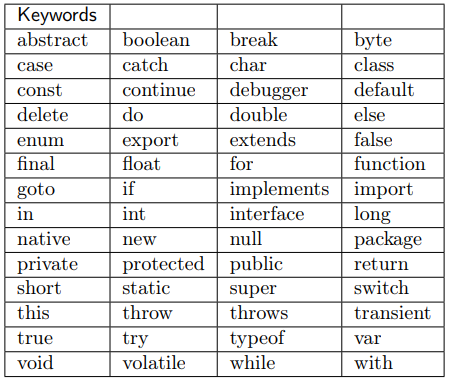 Keywords
abstract boolean break byte
case catch char class
const continue debugger default
delete do double else
enum export extends false
final float for function
goto if implements import
in int interface long
native new null package
private protected public return
short static super switch
this throw throws transient
true try typeof var
void volatile while with